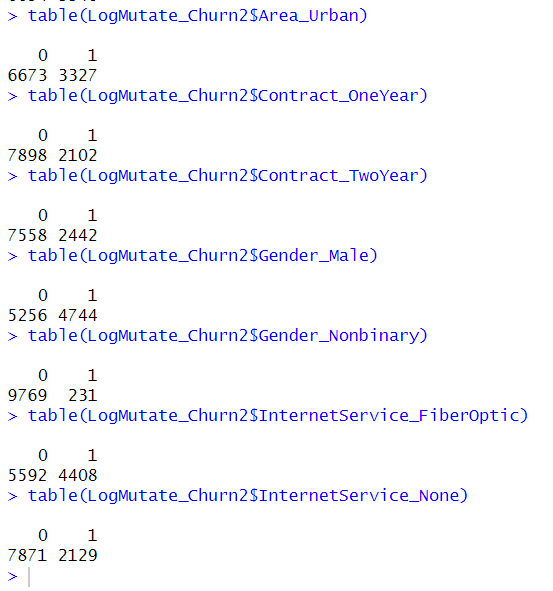 > table(LogMutate_Churn2$Area_Urban)
0 1
6673 3327
> table(LogMutate_Churn2$Contract_OneYear)
0 1
7898 2102
> table(LogMutate_Churn2$Contract_TwoYear)
0 1
7558 2442
> table(LogMutate_Churn2$Gender_Male)
0 1
5256 4744
> table(LogMutate_Churn2$Gender_Nonbinary)
0 1
9769 231
> table(LogMutate_Churn2$InternetService_FiberOptic)
0 1
5592 4408
> table(LogMutate_Churn2$InternetService_None)
0 1
7871 2129
>